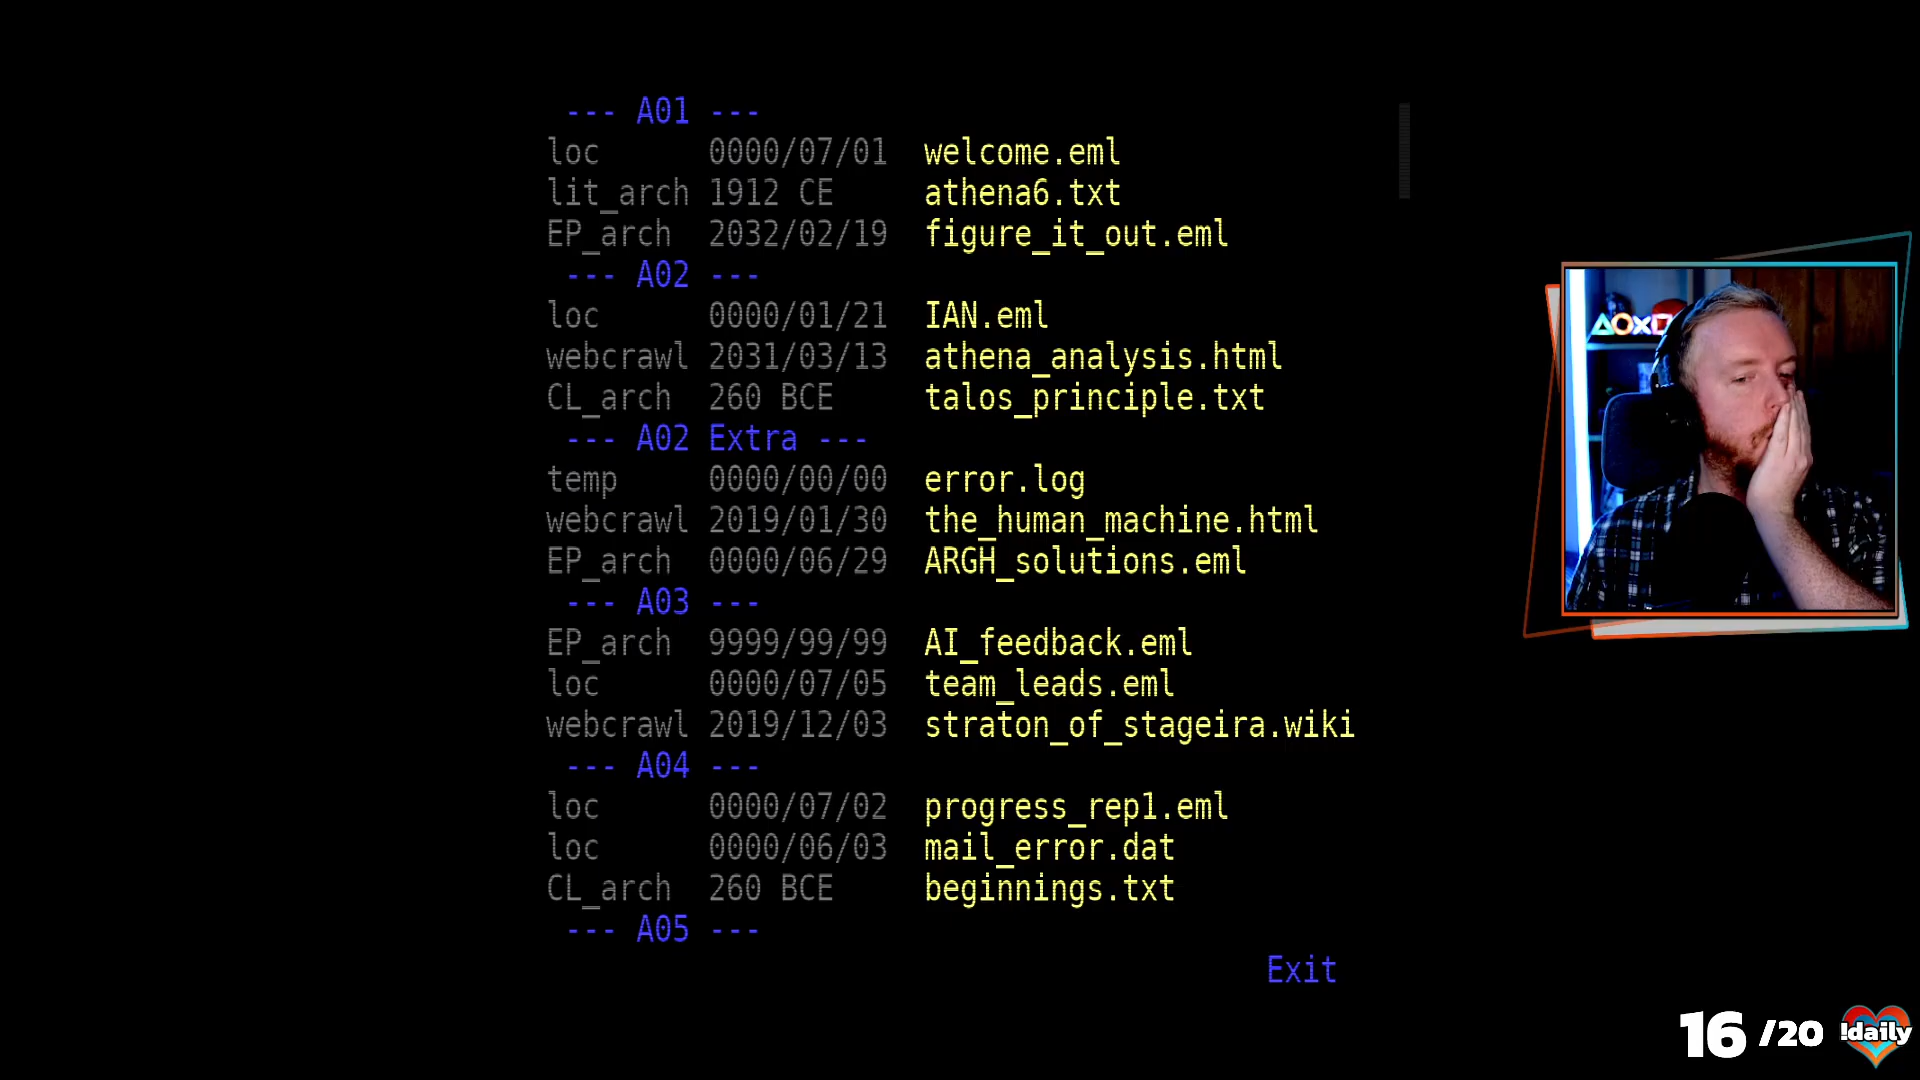 --- A01 ---
loc 0000/07/01 welcome.eml
lit_arch 1912 CE athena6.txt
EP_arch 2032/02/19 figure_it_out.eml
--- A02 ---
loc 0000/01/21 IAN.eml
webcrawl 2031/03/13 athena_analysis.html
CL_arch 260 BCE talos_principle.txt
--- A02 Extra ---
temp 0000/00/00 error.log
webcrawl 2019/01/30 the_human_machine.html
EP_arch 0000/06/29 ARGH_solutions.eml
--- A03 ---
EP_arch 9999/99/99 AI_feedback.eml
loc 0000/07/05 team_leads.eml
webcrawl 2019/12/03 straton_of_stageira.wiki
--- A04 ---
loc 0000/07/02 progress_rep1.eml
loc 0000/06/03 mail_error.dat
CL_arch 260 BCE beginnings.txt
--- A05 ---
Exit
16 /20 !daily